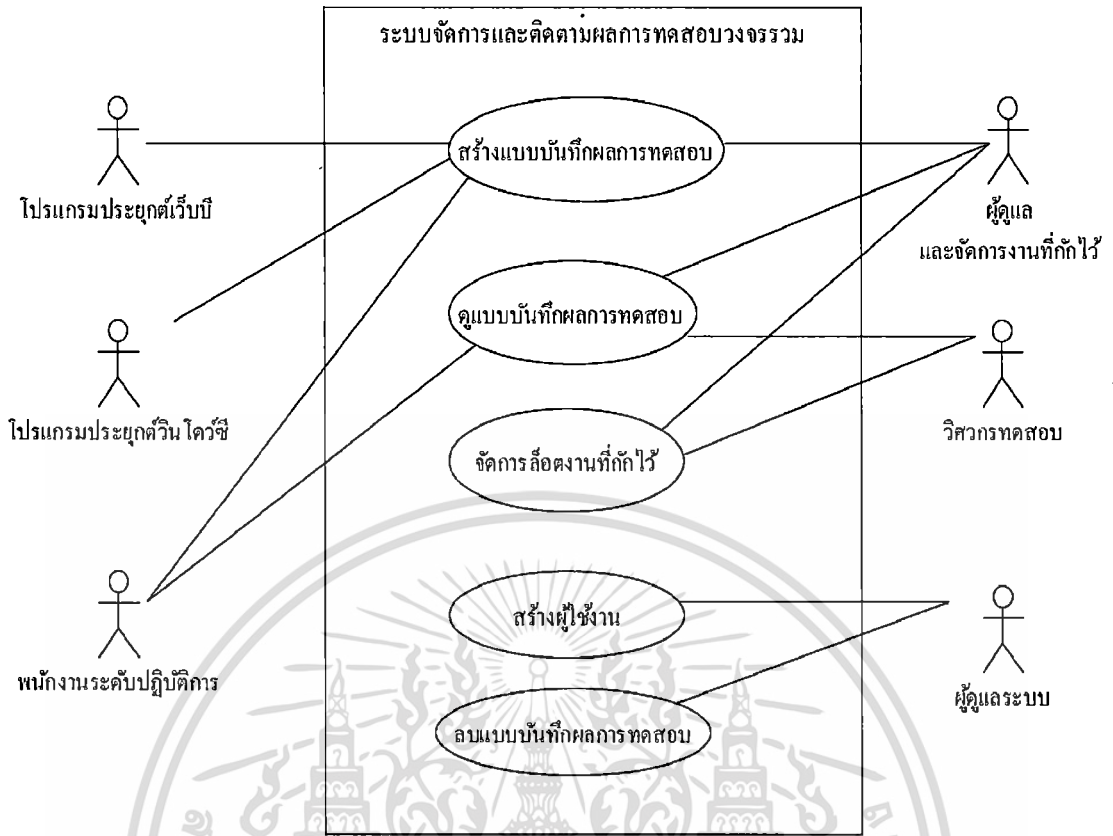 ระบบจัดการและติดตามผลการทดสอบวงจรรวม
สร้างแบบบันทึกผลการทดสอบ
โปรแกรมประยุกต์เว็บบี
ผู้ดูแล
และจัดการงานที่กักไว้
ดูแบบบันทึกผลการทดสอบ
โปรแกรมประยุกต์วินโดว์ซี
วิศวกรทดสอบ
จัดการล็อตงานที่กักไว้
สร้างผู้ใช้งาน
พนักงานระดับปฏิบัติการ
ผู้ดูแลระบบ
ลบแบบบันทึกผลการทดสอบ